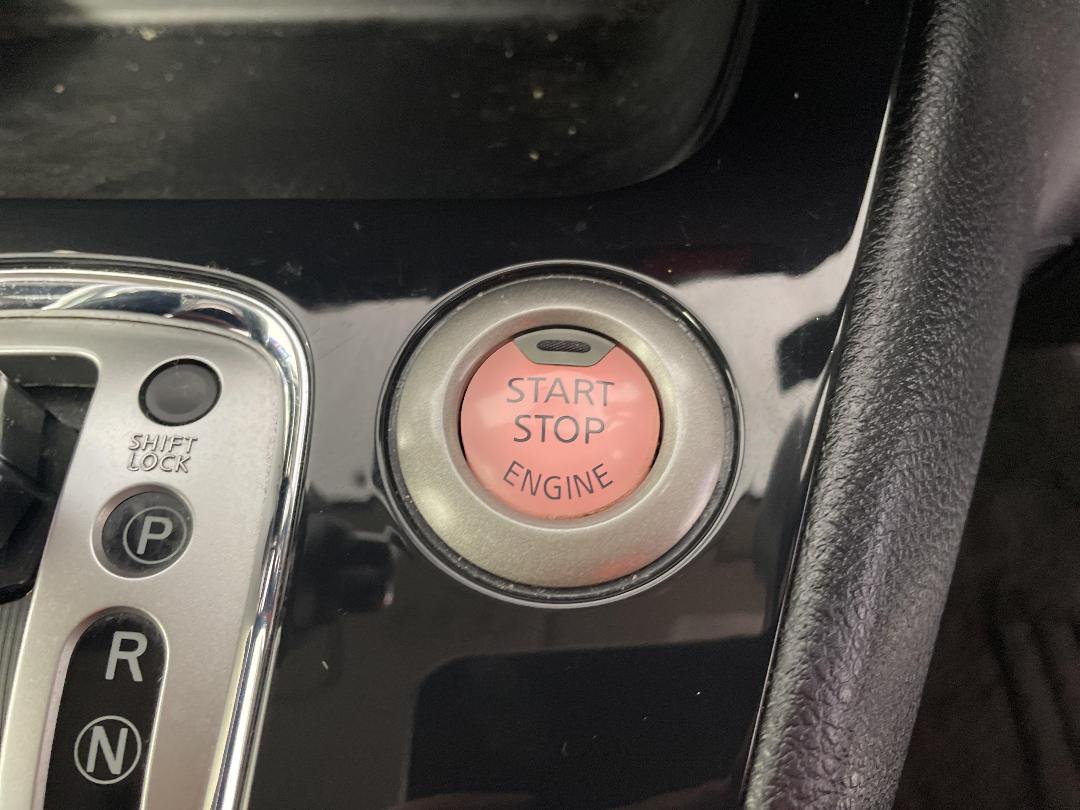 START
STOP
ENGINE
SHIFT
LOCK
P
R
N